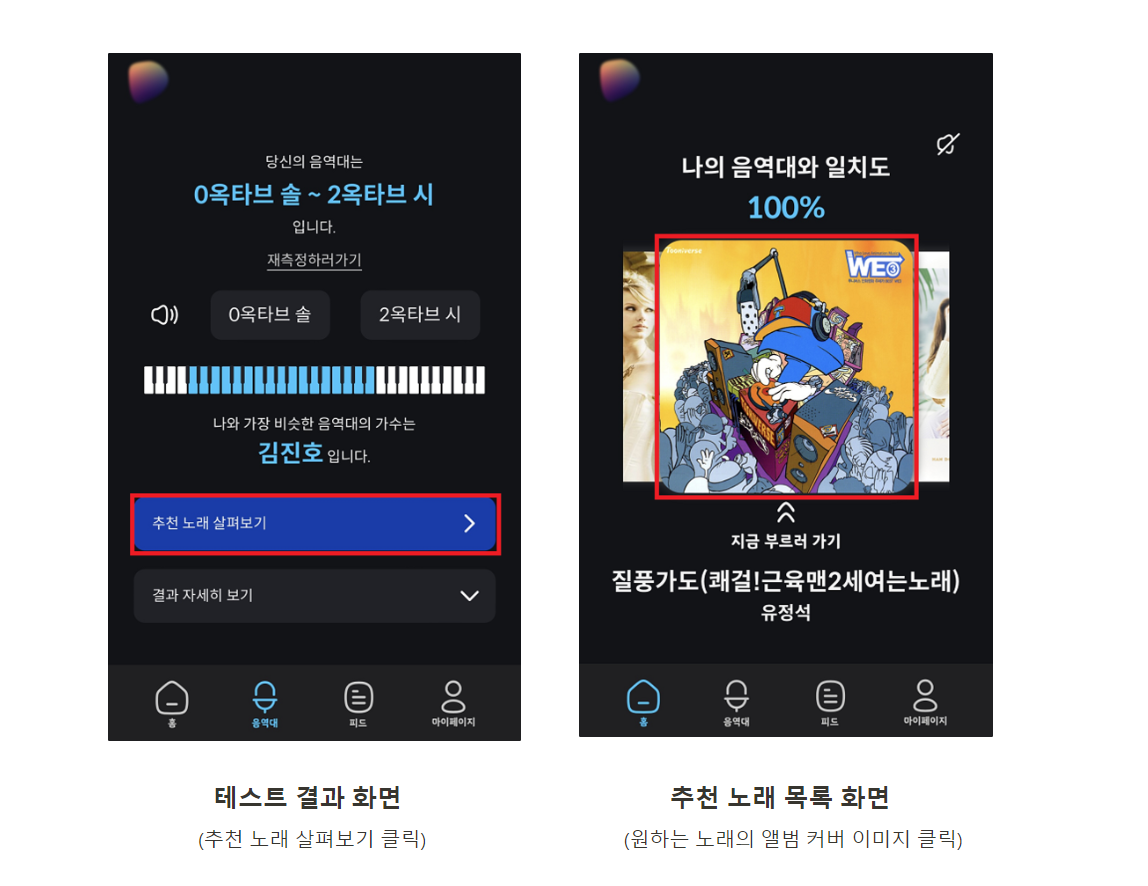 당신의 음역대는
0옥타브 솔 ~ 2옥타브 시
입니다.
재측정하러가기
0옥타브 솔
2옥타브 시
나와 가장 비슷한 음역대의 가수는
김진호 입니다.
추천 노래 살펴보기
결과 자세히 보기
홈
음역대
피드
마이페이지
테스트 결과 화면
(추천 노래 살펴보기 클릭)
나의 음역대와 일치도
100%
Tooniverse
WE 3
지금 부르러 가기
질풍가도(쾌걸!근육맨2세여는노래)
유정석
홈
음역대
피드
마이페이지
추천 노래 목록 화면
(원하는 노래의 앨범 커버 이미지 클릭)